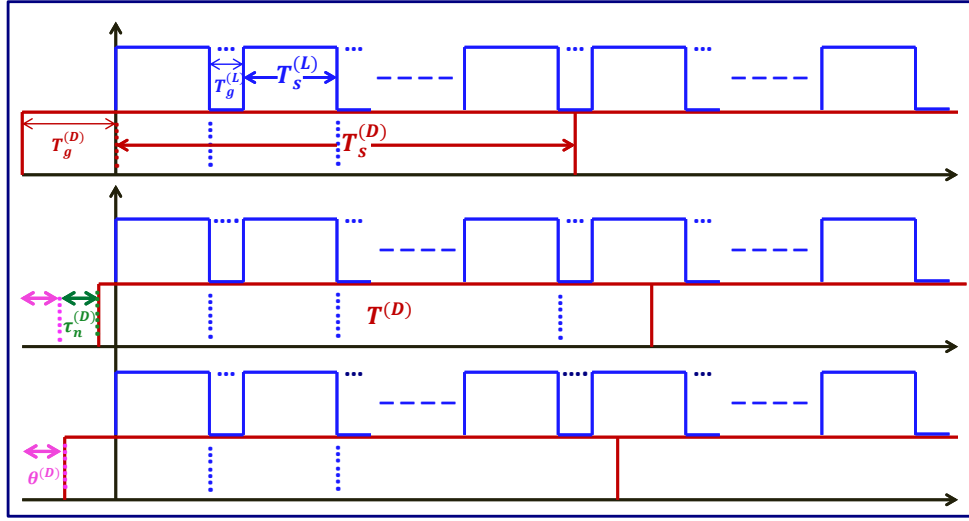 T_g^(L)
T_s^(L)
T_g^(D)
T_s^(D)
τ_n^(D)
T^(D)
θ^(D)